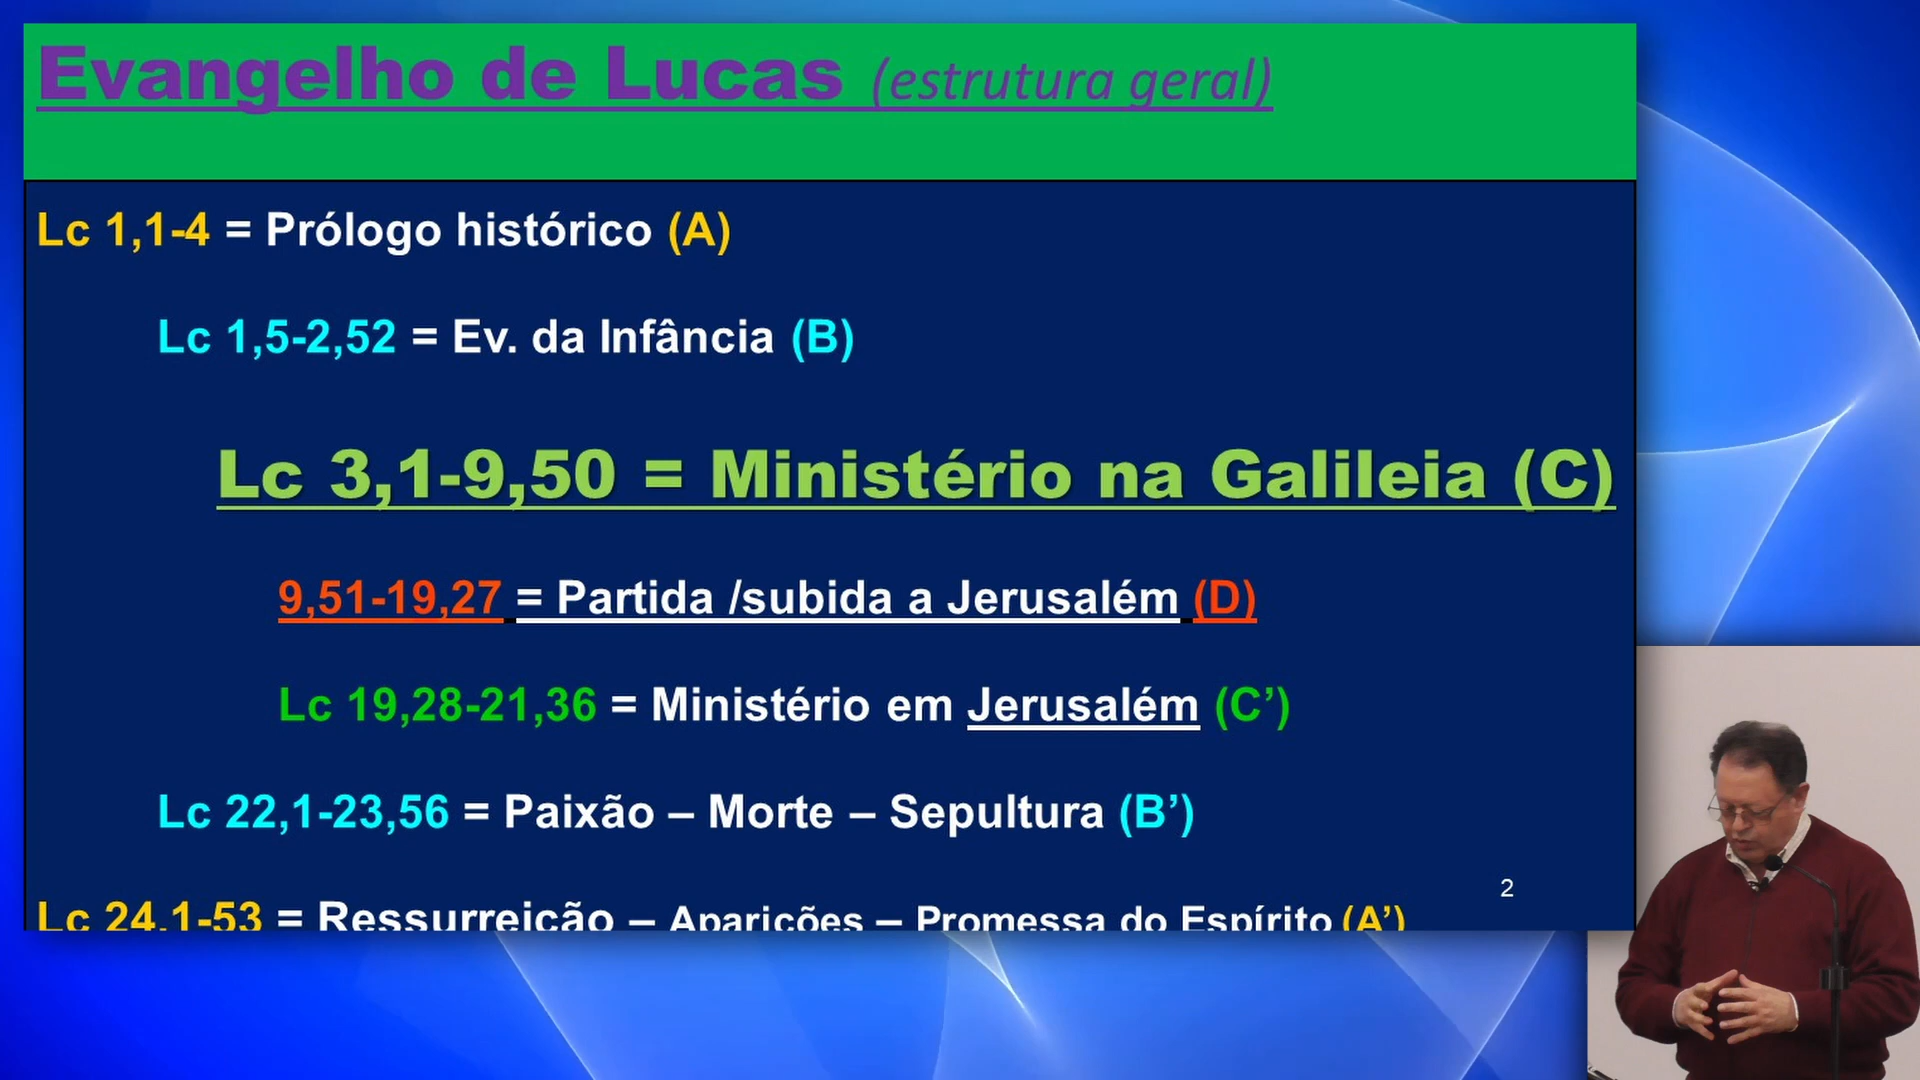 Evangelho de Lucas (estrutura geral)
Lc 1,1-4 = Prólogo histórico (A)
Lc 1,5-2,52 = Ev. da Infância (B)
Lc 3,1-9,50 = Ministério na Galileia (C)
9,51-19,27 = Partida /subida a Jerusalém (D)
Lc 19,28-21,36 = Ministério em Jerusalém (C’)
Lc 22,1-23,56 = Paixão – Morte – Sepultura (B’)
2
Lc 24,1-53 = Ressurreição – Aparições – Promessa do Espírito (A’)